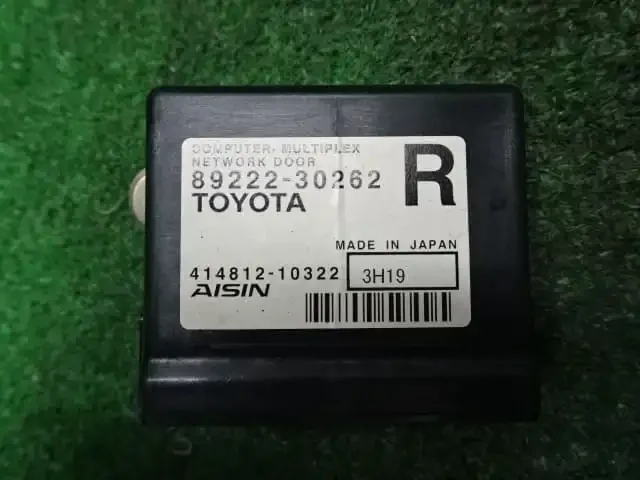 COMPUTER, MULTIPLEX
NETWORK DOOR
89222-30262
R
TOYOTA
MADE IN JAPAN
414812-10322
3H19
AISIN